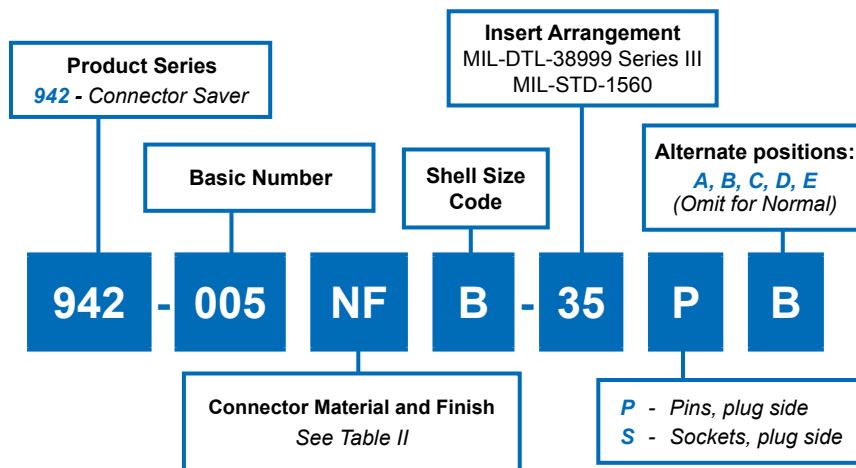 Product Series
942 - Connector Saver
Basic Number
Shell Size
Code
Insert Arrangement
MIL-DTL-38999 Series III
MIL-STD-1560
Alternate positions:
A, B, C, D, E
(Omit for Normal)
942 - 005 NF B - 35 P B
Connector Material and Finish
See Table II
P - Pins, plug side
S - Sockets, plug side